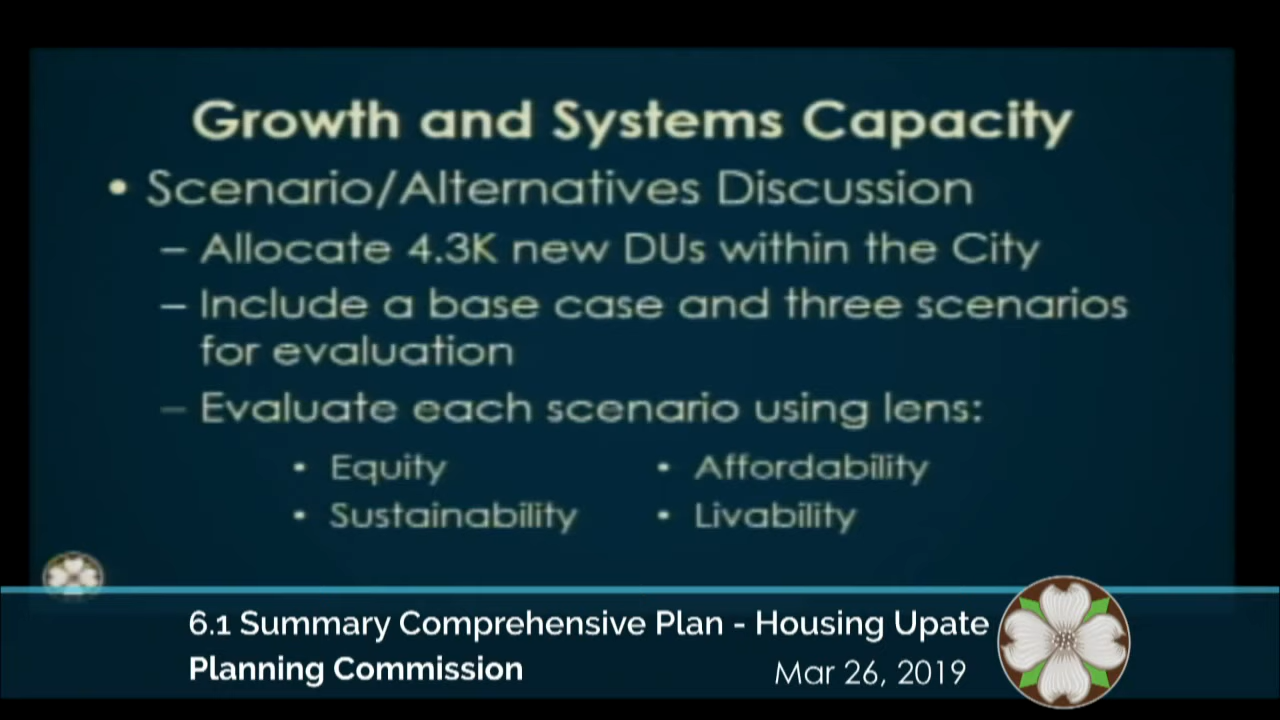 Growth and Systems Capacity
• Scenario/Alternatives Discussion
– Allocate 4.3K new DUs within the City
– Include a base case and three scenarios
for evaluation
– Evaluate each scenario using lens:
• Equity
• Affordability
• Sustainability
• Livability
6.1 Summary Comprehensive Plan - Housing Upate
Planning Commission
Mar 26, 2019